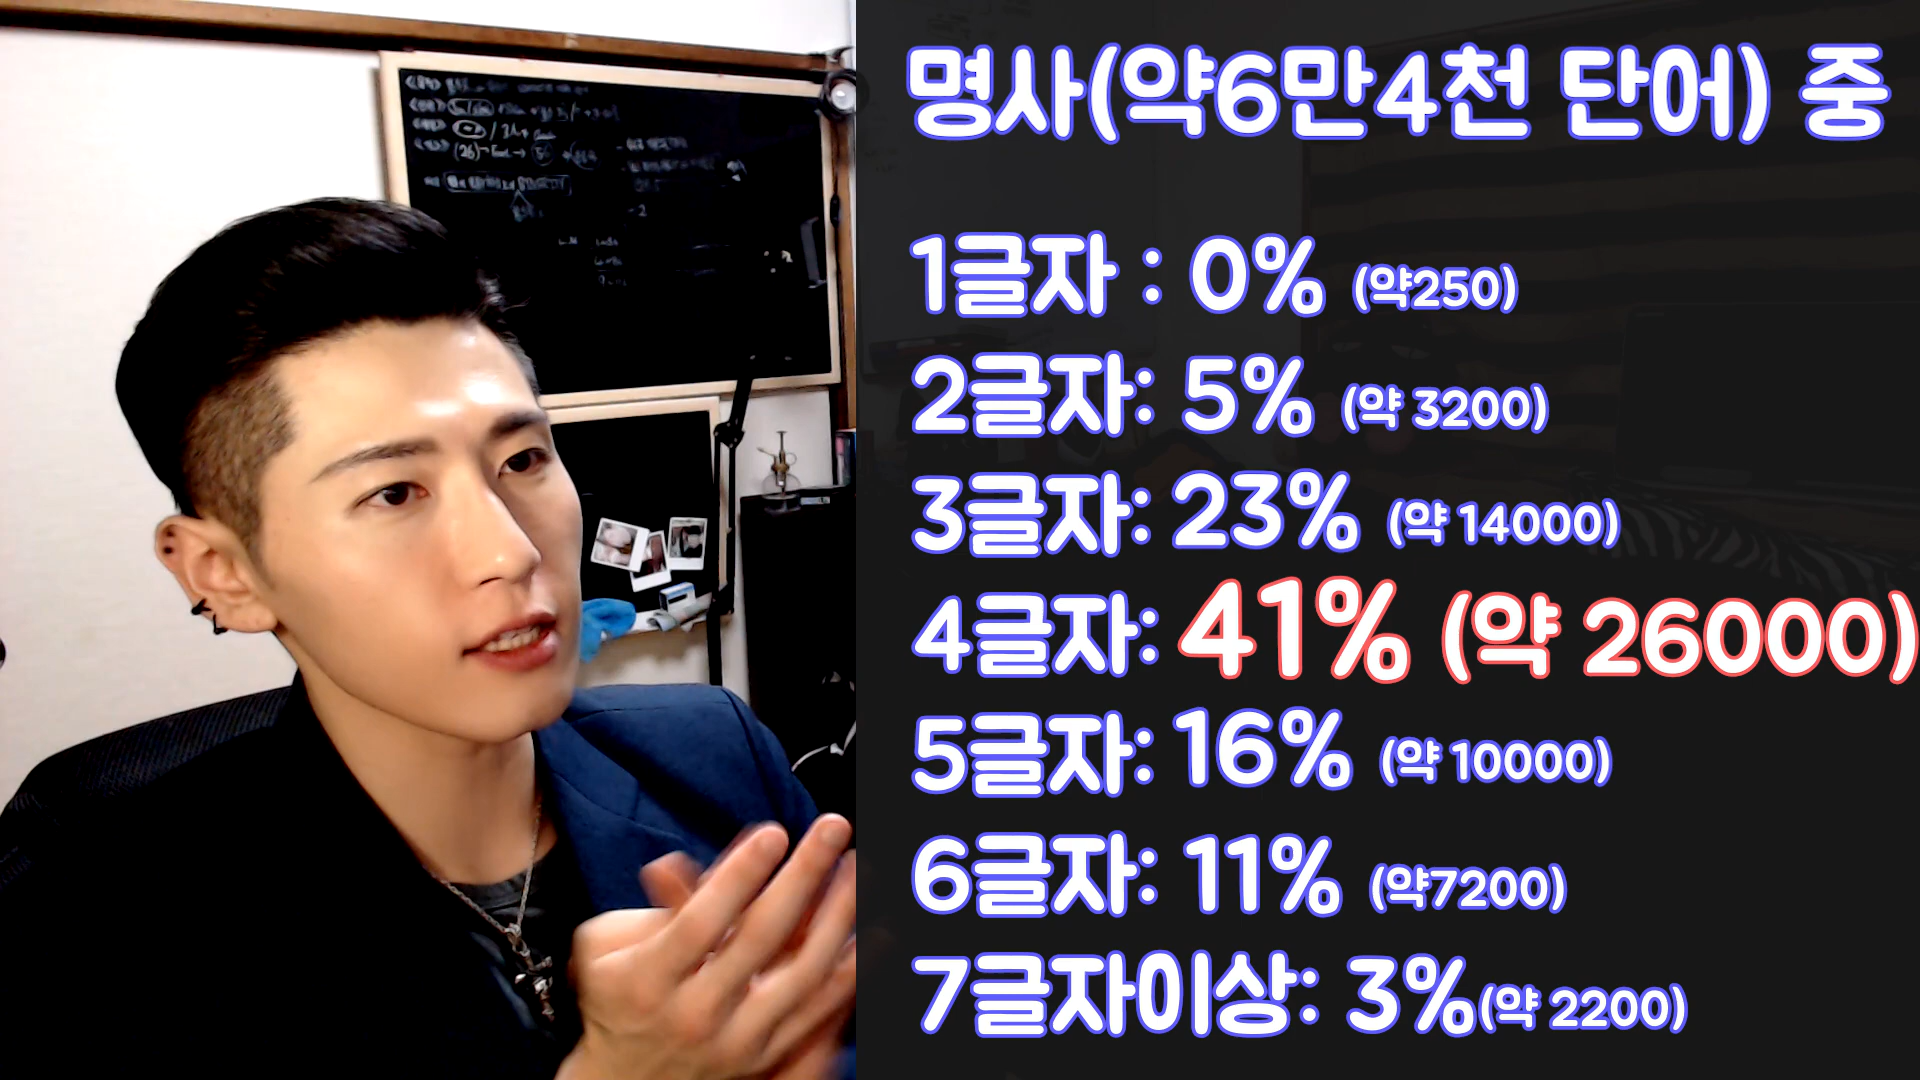 명사(약6만4천 단어) 중
1글자 : 0% (약250)
2글자: 5% (약 3200)
3글자: 23% (약 14000)
4글자: 41% (약 26000)
5글자: 16% (약 10000)
6글자: 11% (약7200)
7글자이상: 3%(약 2200)